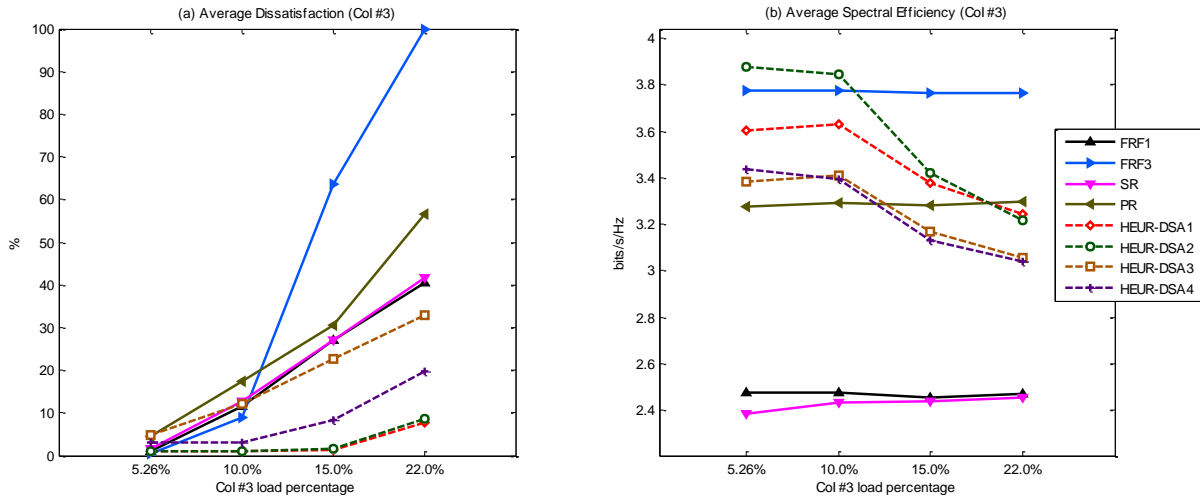 (a) Average Dissatisfaction (Col #3)
100
90
80
70
60
50
40
30
20
10
0
%
5.26% 10.0% 15.0% 22.0%
Col #3 load percentage
(b) Average Spectral Efficiency (Col #3)
4
3.8
3.6
3.4
3.2
3
2.8
2.6
2.4
bits/s/Hz
5.26% 10.0% 15.0% 22.0%
Col #3 load percentage
FRF1
FRF3
SR
PR
HEUR-DSA1
HEUR-DSA2
HEUR-DSA3
HEUR-DSA4